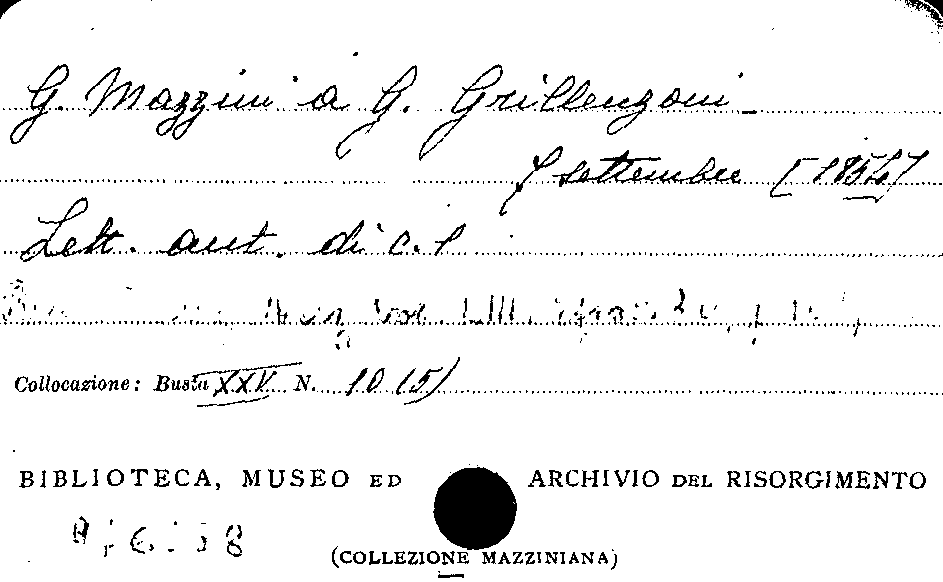 G. Mazzini a G. Grillenzoni
7 settembre [1854]
Lett. aut. di c. 1
Collocazione: Busta XXV N. 10 (5)
BIBLIOTECA, MUSEO ED ARCHIVIO DEL RISORGIMENTO
(COLLEZIONE MAZZINIANA)